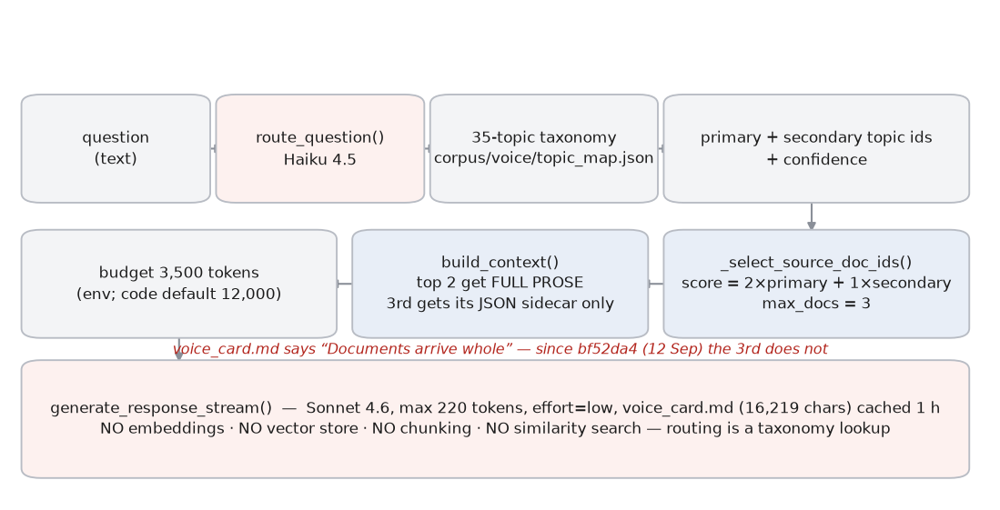 question
(text)
route_question()
Haiku 4.5
35-topic taxonomy
corpus/voice/topic_map.json
primary + secondary topic ids
+ confidence
_select_source_doc_ids()
score = 2×primary + 1×secondary
max_docs = 3
build_context()
top 2 get FULL PROSE
3rd gets its JSON sidecar only
budget 3,500 tokens
(env; code default 12,000)
voice_card.md says “Documents arrive whole” — since bf52da4 (12 Sep) the 3rd does not
generate_response_stream() — Sonnet 4.6, max 220 tokens, effort=low, voice_card.md (16,219 chars) cached 1 h
NO embeddings · NO vector store · NO chunking · NO similarity search — routing is a taxonomy lookup